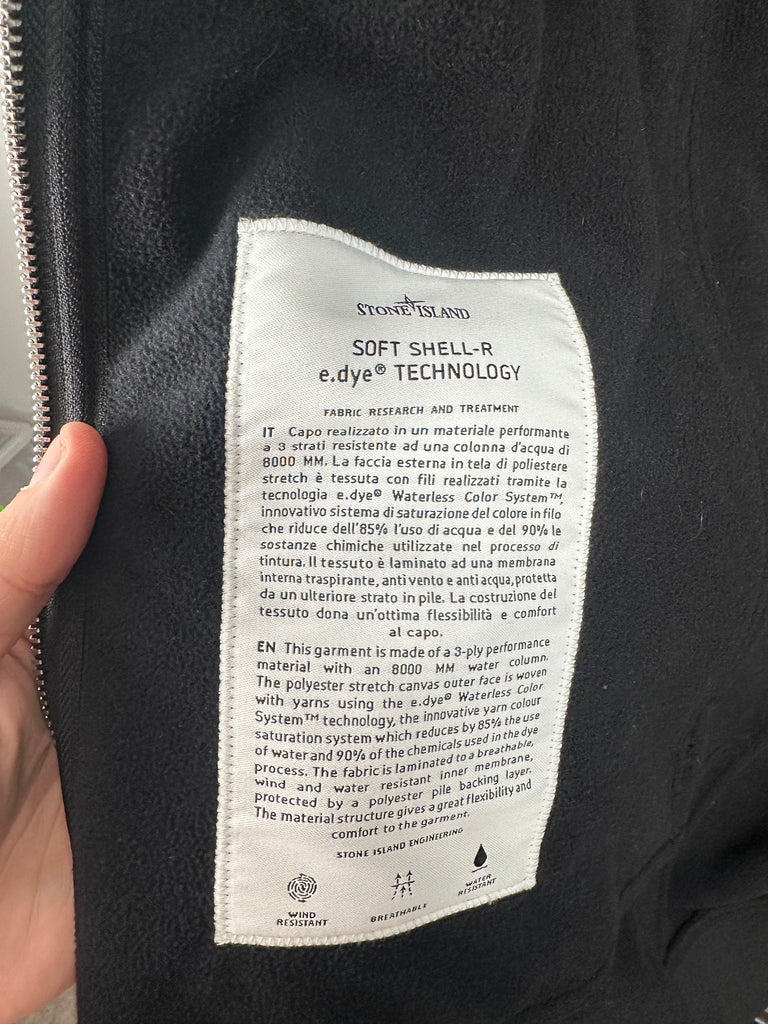 STONE ISLAND
SOFT SHELL-R
e.dye® TECHNOLOGY
FABRIC RESEARCH AND TREATMENT
IT Capo realizzato in un materiale performante
a 3 strati resistente ad una colonna d'acqua di
8000 MM. La faccia esterna in tela di poliestere
stretch è tessuta con fili realizzati tramite la
tecnologia e.dye® Waterless Color System™,
innovativo sistema di saturazione del colore in filo
che riduce dell'85% l'uso di acqua e del 90% le
sostanze chimiche utilizzate nel processo di
tintura. Il tessuto è laminato ad una membrana
interna traspirante, antivento e anti acqua, protetta
da un ulteriore strato in pile. La costruzione del
tessuto dona un'ottima flessibilità e comfort
al capo.
EN This garment is made of a 3-ply performance
material with an 8000 MM water column.
The polyester stretch canvas outer face is woven
with yarns using the e.dye® Waterless Color
System™ technology, the innovative yarn colour
saturation system which reduces by 85% the use
of water and 90% of the chemicals used in the dye
process. The fabric is laminated to a breathable,
wind and water resistant inner membrane,
protected by a polyester pile backing layer.
The material structure gives a great flexibility and
comfort to the garment.
STONE ISLAND ENGINEERING
WIND
RESISTANT
BREATHABLE
WATER
RESISTANT